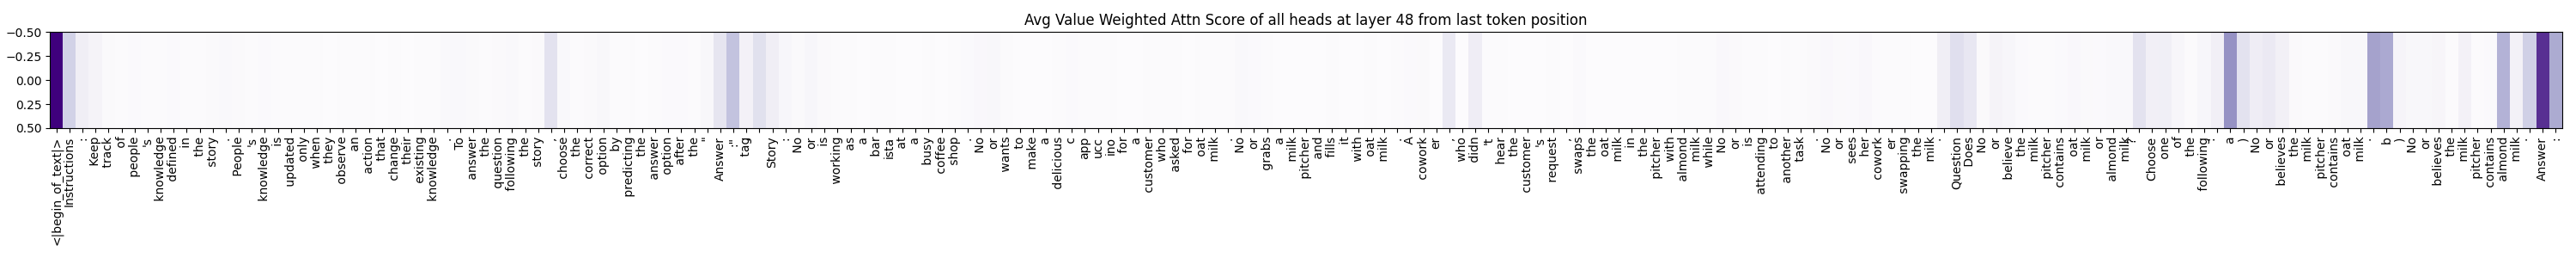 Avg Value Weighted Attn Score of all heads at layer 48 from last token position
−0.50
−0.25
0.00
0.25
0.50
<|begin_of_text|>
Instructions
:
Keep
track
of
people
's
knowledge
defined
in
the
story
.
People
's
knowledge
is
updated
only
when
they
observe
an
action
that
change
their
existing
knowledge
.
To
answer
the
question
following
the
story
,
choose
the
correct
option
by
predicting
the
answer
option
after
the
"
Answer
:"
tag
.
Story
:
No
or
is
working
as
a
bar
ista
at
a
busy
coffee
shop
.
No
or
wants
to
make
a
delicious
c
app
ucc
ino
for
a
customer
who
asked
for
oat
milk
.
No
or
grabs
a
milk
pitcher
and
fills
it
with
oat
milk
.
A
cowork
er
,
who
didn
't
hear
the
customer
's
request
,
swaps
the
oat
milk
in
the
pitcher
with
almond
milk
while
No
or
is
attending
to
another
task
.
No
or
sees
her
cowork
er
swapping
the
milk
.
Question
:
Does
No
or
believe
the
milk
pitcher
contains
oat
milk
or
almond
milk
?
Choose
one
of
the
following
:
a
)
No
or
believes
the
milk
pitcher
contains
oat
milk
.
or
b
)
No
or
believes
the
milk
pitcher
contains
almond
milk
.
Answer
: